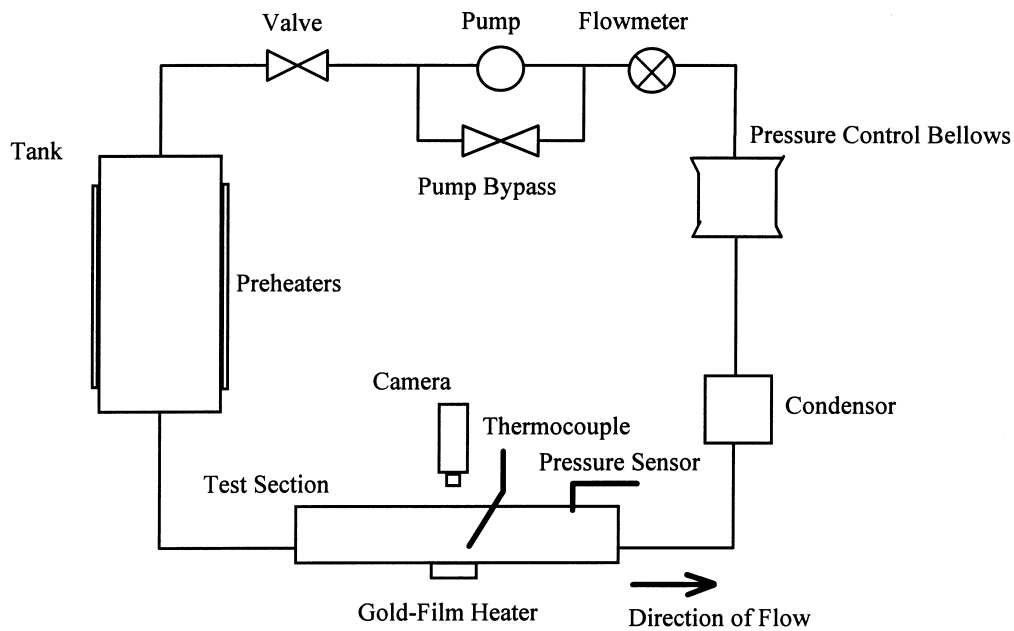 Valve
Pump
Flowmeter
Tank
Pressure Control Bellows
Pump Bypass
Preheaters
Camera
Condensor
Thermocouple
Pressure Sensor
Test Section
Gold-Film Heater
Direction of Flow